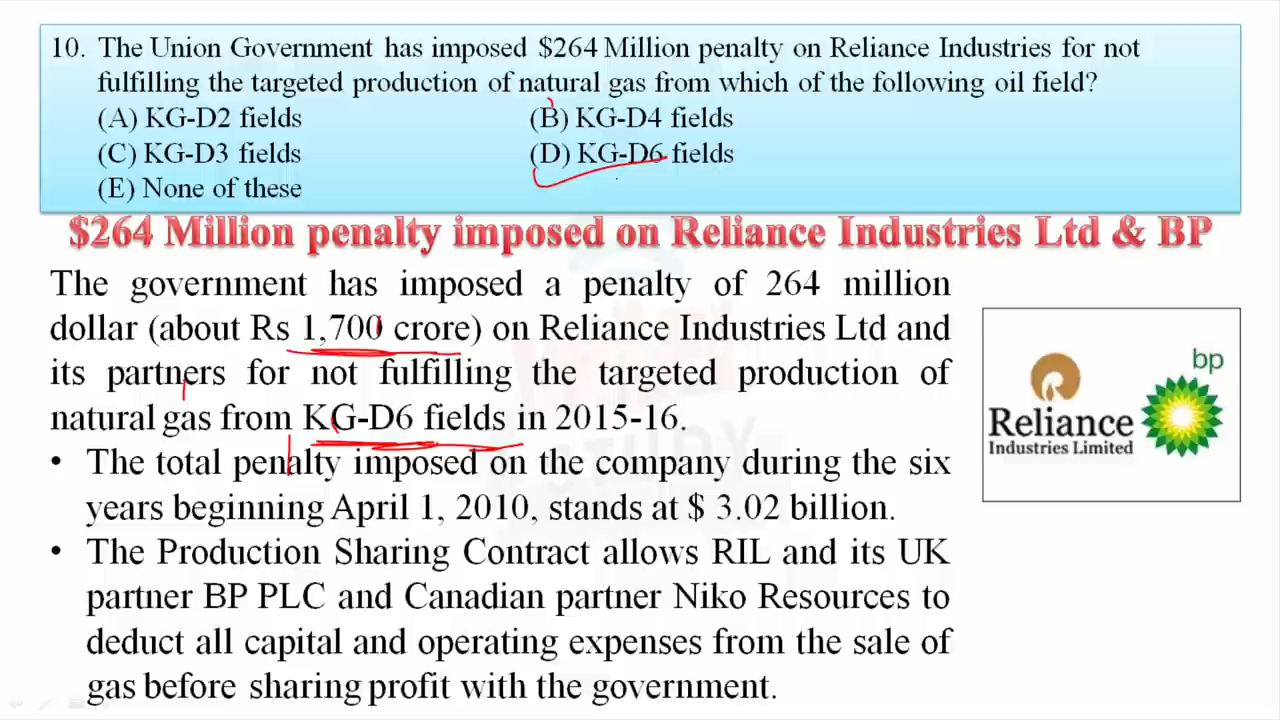 10. The Union Government has imposed $264 Million penalty on Reliance Industries for not
fulfilling the targeted production of natural gas from which of the following oil field?
(A) KG-D2 fields (B) KG-D4 fields
(C) KG-D3 fields (D) KG-D6 fields
(E) None of these
$264 Million penalty imposed on Reliance Industries Ltd & BP
The government has imposed a penalty of 264 million
dollar (about Rs 1,700 crore) on Reliance Industries Ltd and
its partners for not fulfilling the targeted production of
natural gas from KG-D6 fields in 2015-16.
• The total penalty imposed on the company during the six
years beginning April 1, 2010, stands at $ 3.02 billion.
• The Production Sharing Contract allows RIL and its UK
partner BP PLC and Canadian partner Niko Resources to
deduct all capital and operating expenses from the sale of
gas before sharing profit with the government.
bp
Reliance
Industries Limited
STUDY